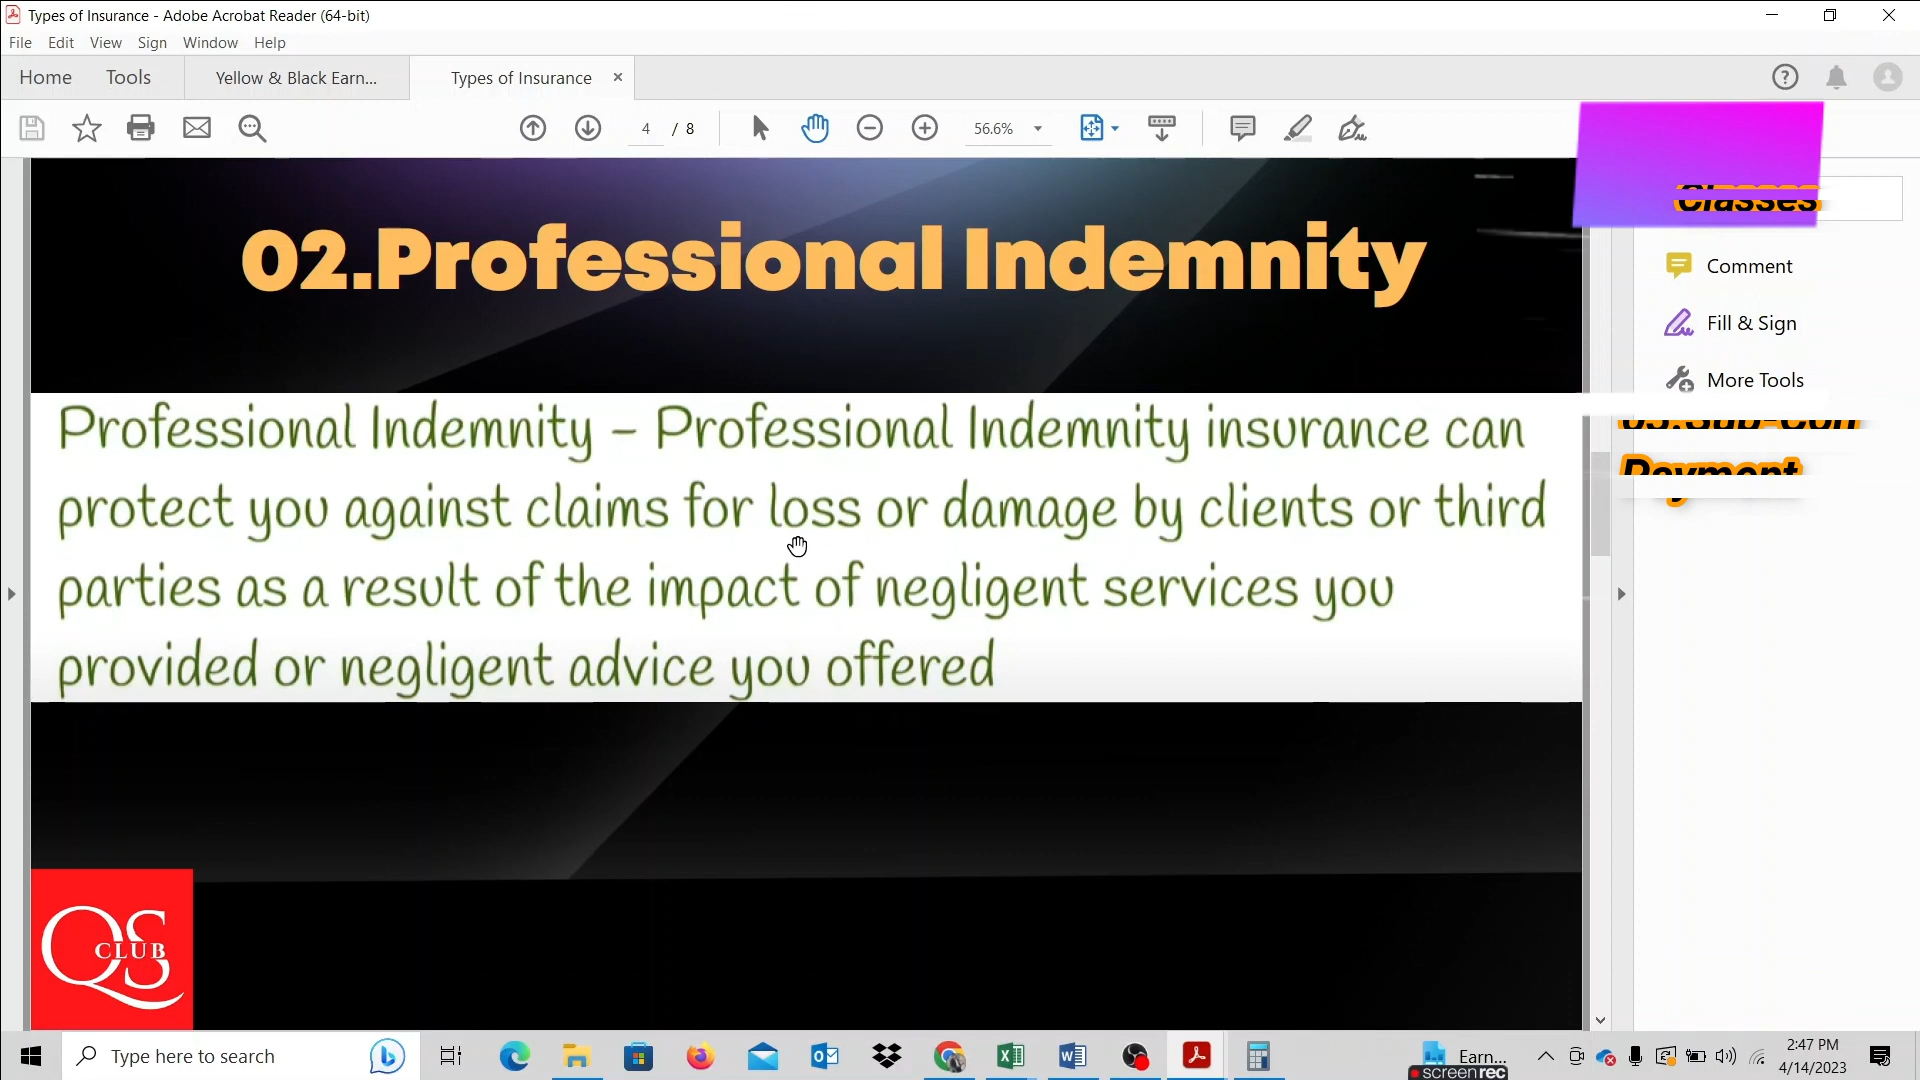 Types of Insurance - Adobe Acrobat Reader (64-bit)
File Edit View Sign Window Help
Home Tools Yellow & Black Earn... Types of Insurance
4 / 8 56.6%
Classes
02.Professional Indemnity
Comment
Fill & Sign
More Tools
Professional Indemnity – Professional Indemnity insurance can
protect you against claims for loss or damage by clients or third
parties as a result of the impact of negligent services you
provided or negligent advice you offered
Payment
QS CLUB
Type here to search
Earn...
screenrec
2:47 PM
4/14/2023